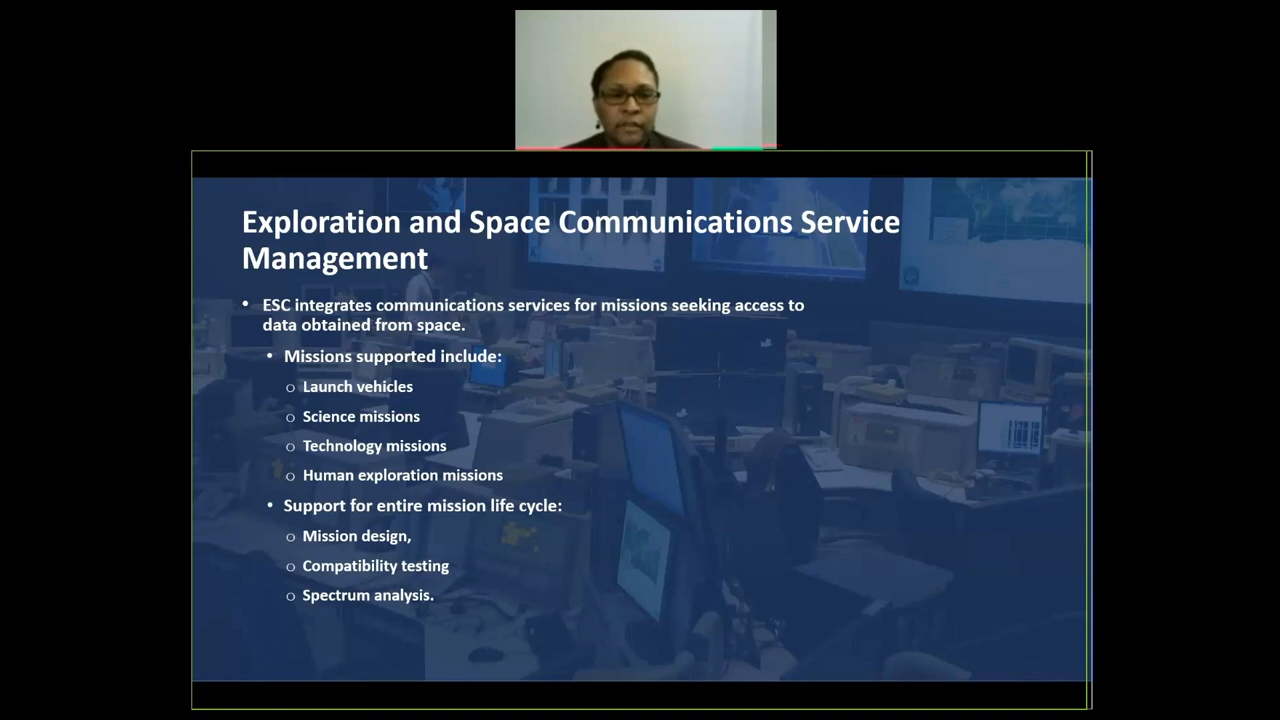 Exploration and Space Communications Service
Management
• ESC integrates communications services for missions seeking access to
data obtained from space.
• Missions supported include:
o Launch vehicles
o Science missions
o Technology missions
o Human exploration missions
• Support for entire mission life cycle:
o Mission design,
o Compatibility testing
o Spectrum analysis.